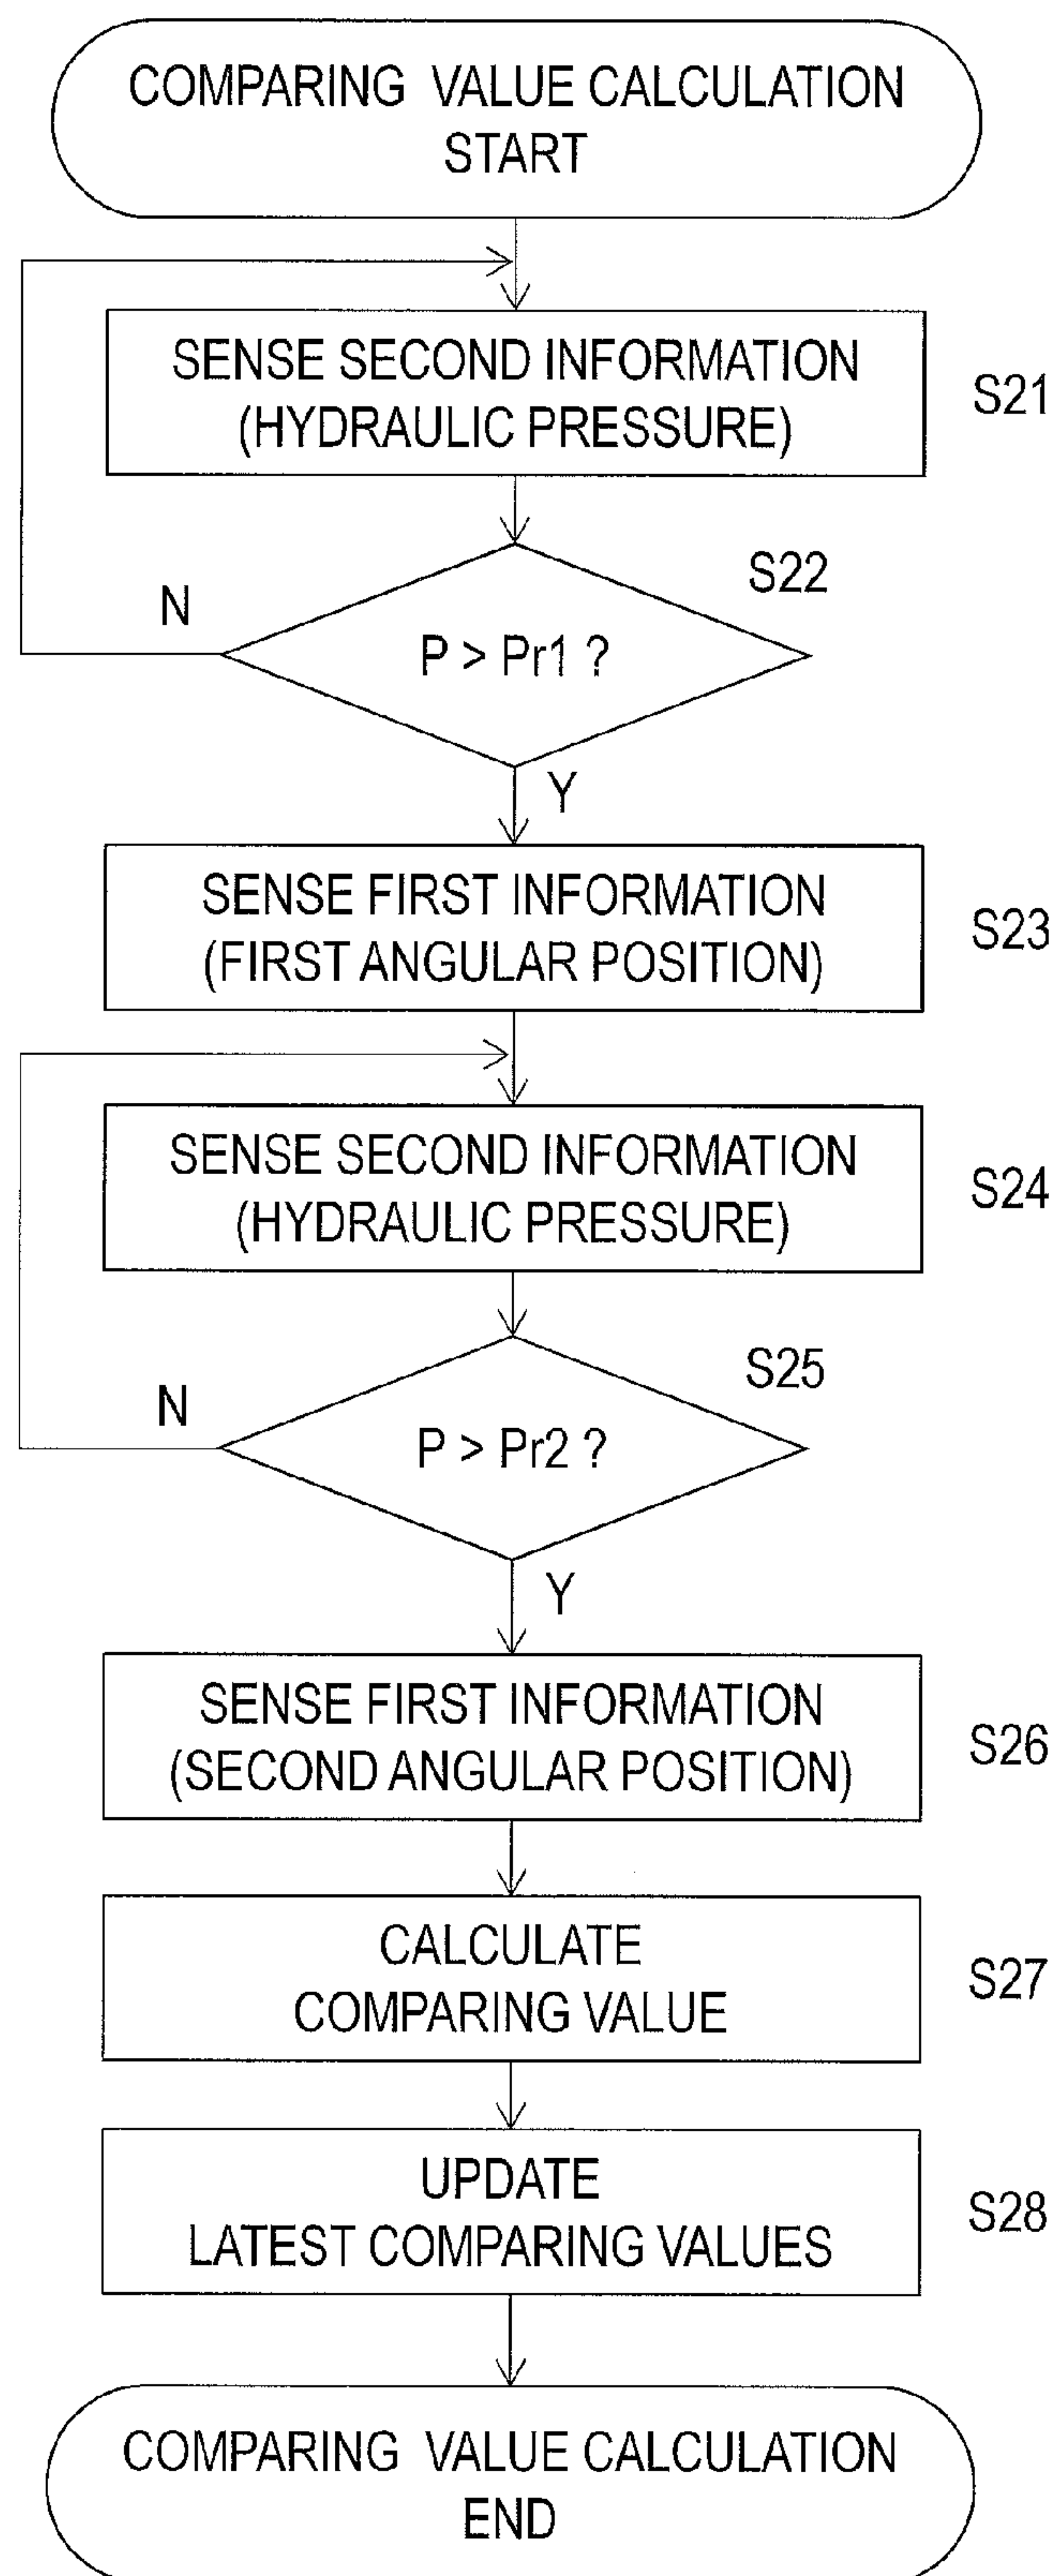 COMPARING VALUE CALCULATION
START
SENSE SECOND INFORMATION
(HYDRAULIC PRESSURE)
S21
S22
N
P > Pr1 ?
Y
SENSE FIRST INFORMATION
(FIRST ANGULAR POSITION)
S23
SENSE SECOND INFORMATION
(HYDRAULIC PRESSURE)
S24
S25
N
P > Pr2 ?
Y
SENSE FIRST INFORMATION
(SECOND ANGULAR POSITION)
S26
CALCULATE
COMPARING VALUE
S27
UPDATE
LATEST COMPARING VALUES
S28
COMPARING VALUE CALCULATION
END